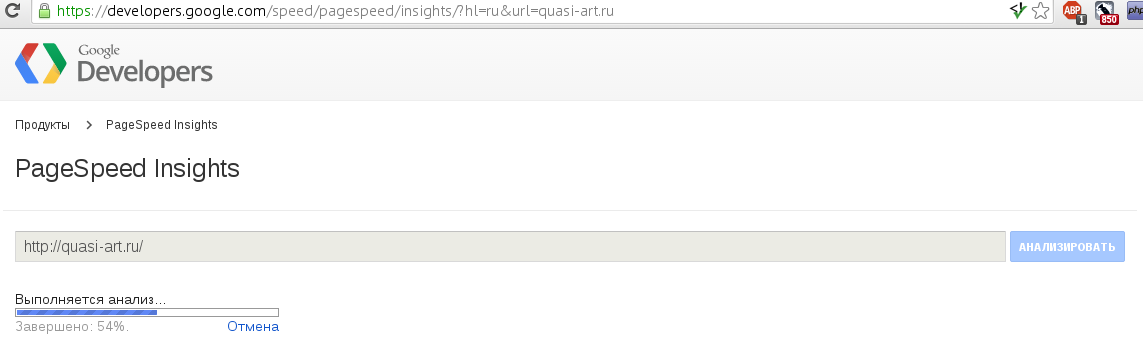 https://developers.google.com/speed/pagespeed/insights/?hl=ru&url=quasi-art.ru
ABP 1 850 php
Google
Developers
Продукты > PageSpeed Insights
PageSpeed Insights
http://quasi-art.ru/ АНАЛИЗИРОВАТЬ
Выполняется анализ...
Завершено: 54%. Отмена